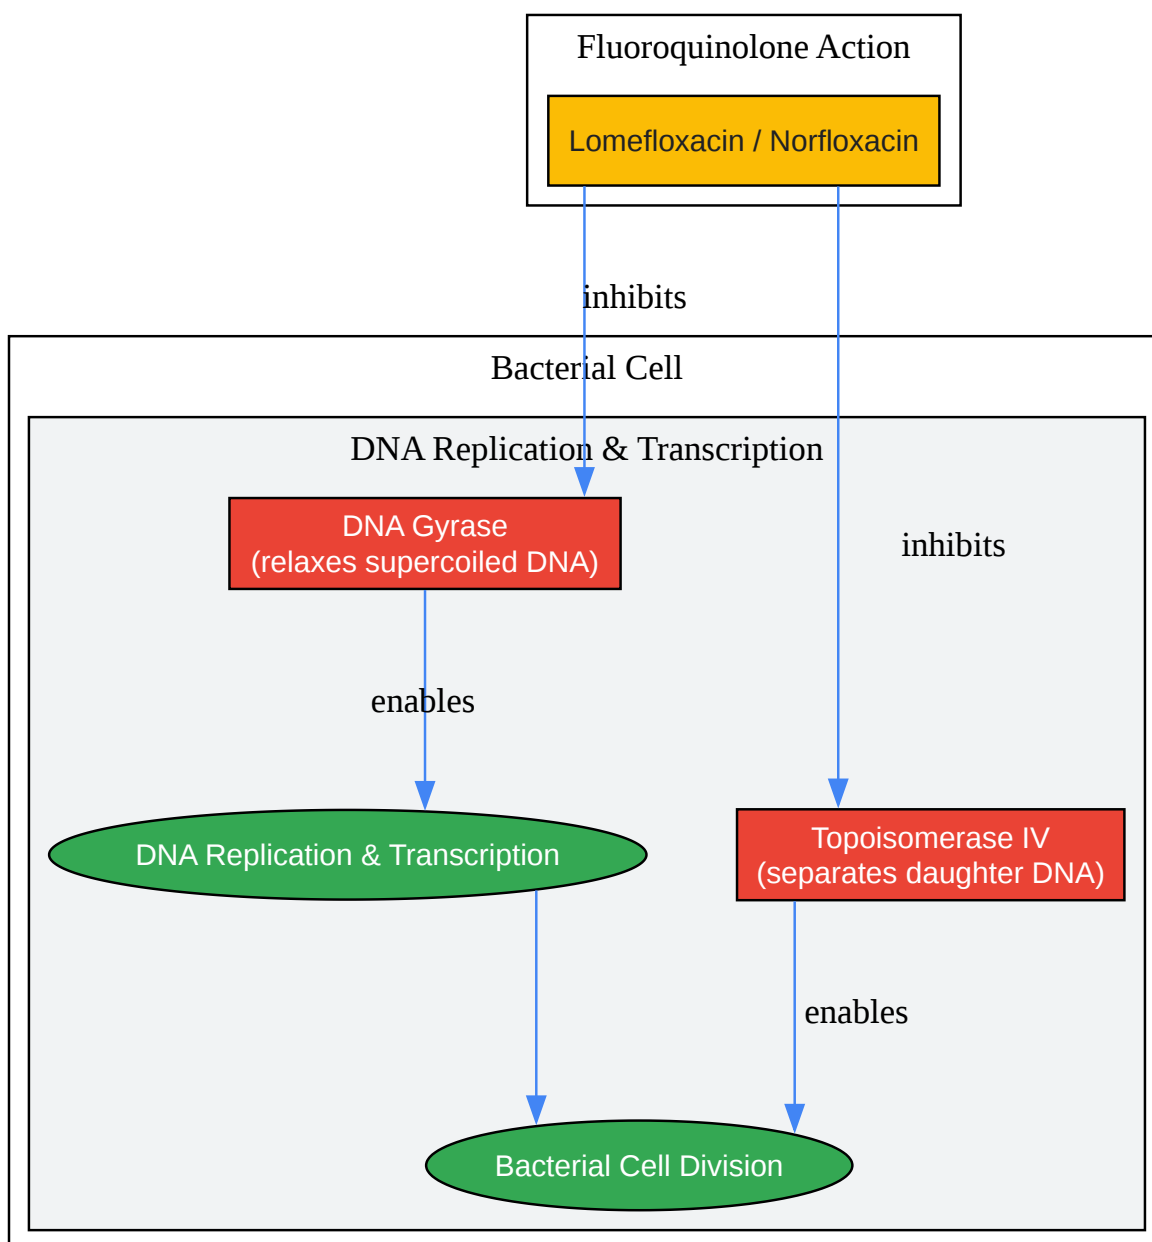 Fluoroquinolone Action
Lomefloxacin / Norfloxacin
inhibits
Bacterial Cell
DNA Replication & Transcription
DNA Gyrase
(relaxes supercoiled DNA)
inhibits
enables
DNA Replication & Transcription
Topoisomerase IV
(separates daughter DNA)
enables
Bacterial Cell Division